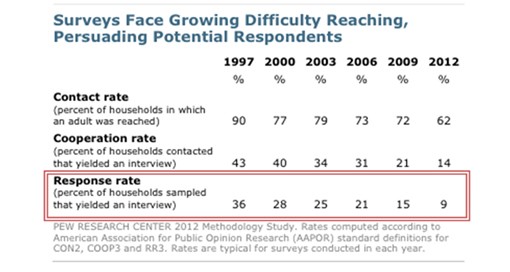 Surveys Face Growing Difficulty Reaching,
Persuading Potential Respondents
1997 2000 2003 2006 2009 2012
% % % % % %
Contact rate
(percent of households in which
an adult was reached) 90 77 79 73 72 62
Cooperation rate
(percent of households contacted
that yielded an interview) 43 40 34 31 21 14
Response rate
(percent of households sampled
that yielded an interview) 36 28 25 21 15 9
PEW RESEARCH CENTER 2012 Methodology Study. Rates computed according to
American Association for Public Opinion Research (AAPOR) standard definitions for
CON2, COOP3 and RR3. Rates are typical for surveys conducted in each year.